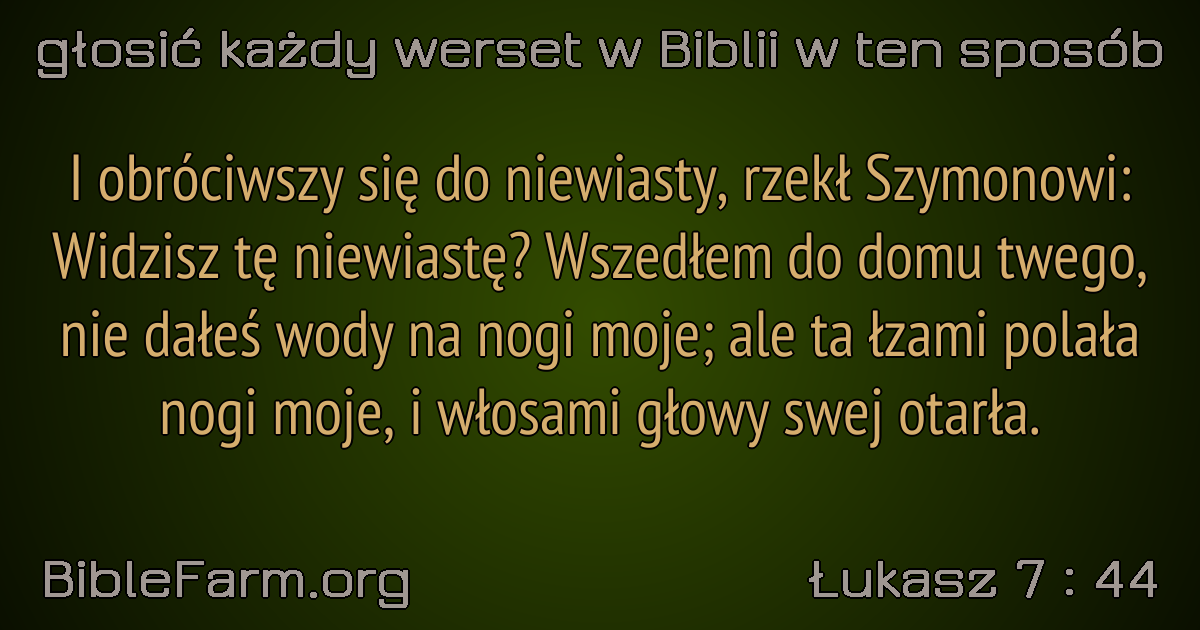 głosić każdy werset w Biblii w ten sposób
I obróciwszy się do niewiasty, rzekł Szymonowi:
Widzisz tę niewiastę? Wszedłem do domu twego,
nie dałeś wody na nogi moje; ale ta łzami polała
nogi moje, i włosami głowy swej otarła.
BibleFarm.org
Łukasz 7 : 44